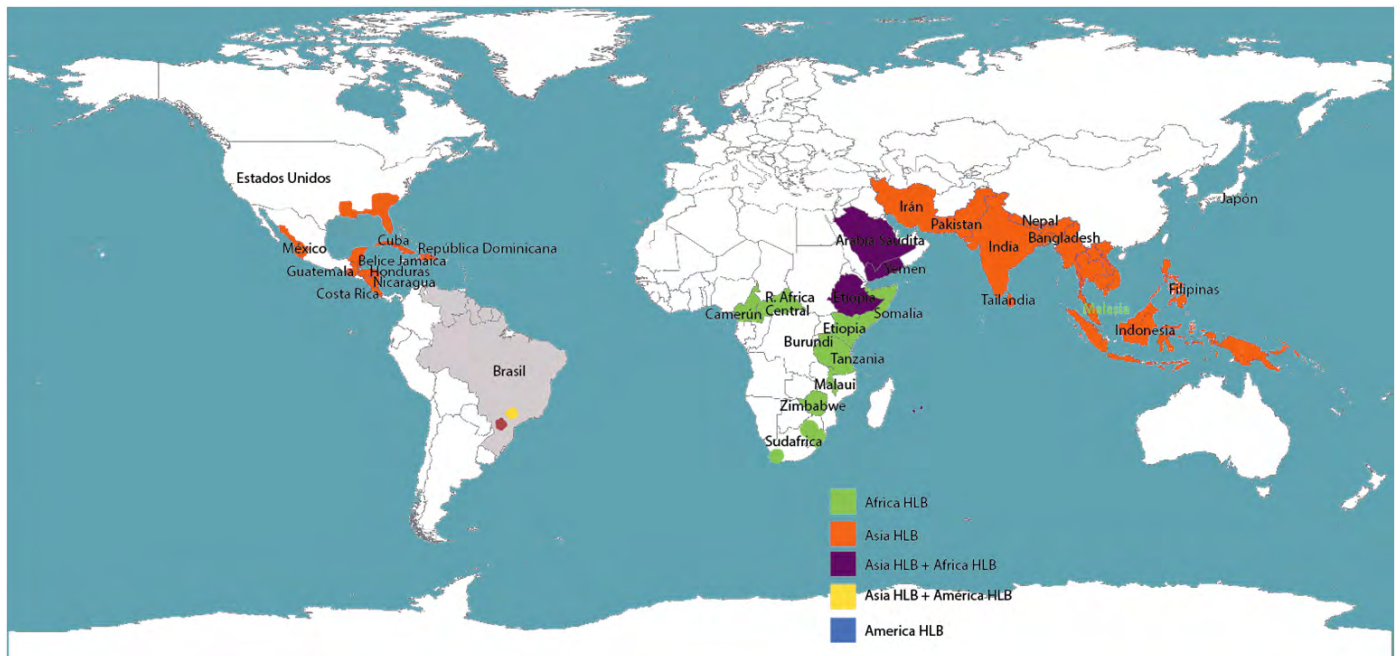 Estados Unidos
Japón
Irán
Pakistan
Nepal
India
Bangladesh
Arabia Saudita
Yemen
México
Cuba
República Dominicana
Belice
Jamaica
Guatemala
Honduras
Nicaragua
Costa Rica
Tailandia
Filipinas
Malasia
Indonesia
R. Africa
Central
Camerún
Etiopia
Somalia
Etiopia
Burundi
Tanzania
Malaui
Zimbabwe
Sudafrica
Brasil
Africa HLB
Asia HLB
Asia HLB + Africa HLB
Asia HLB + América HLB
America HLB